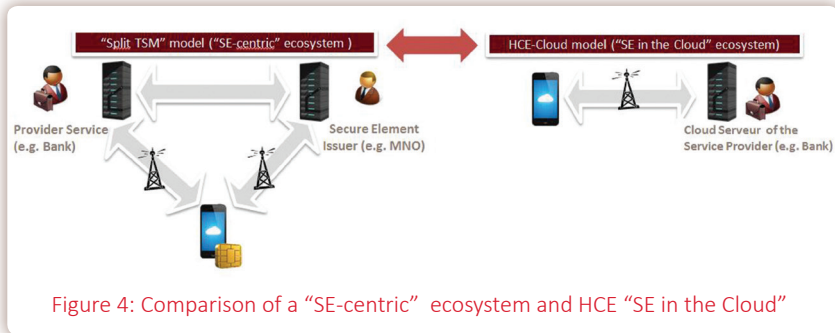 “Split TSM” model (“SE-centric” ecosystem )
HCE-Cloud model (“SE in the Cloud” ecosystem)
Provider Service
(e.g. Bank)
Secure Element
Issuer (e.g. MNO)
Cloud Serveur of the
Service Provider (e.g. Bank)
Figure 4: Comparison of a “SE-centric” ecosystem and HCE “SE in the Cloud”